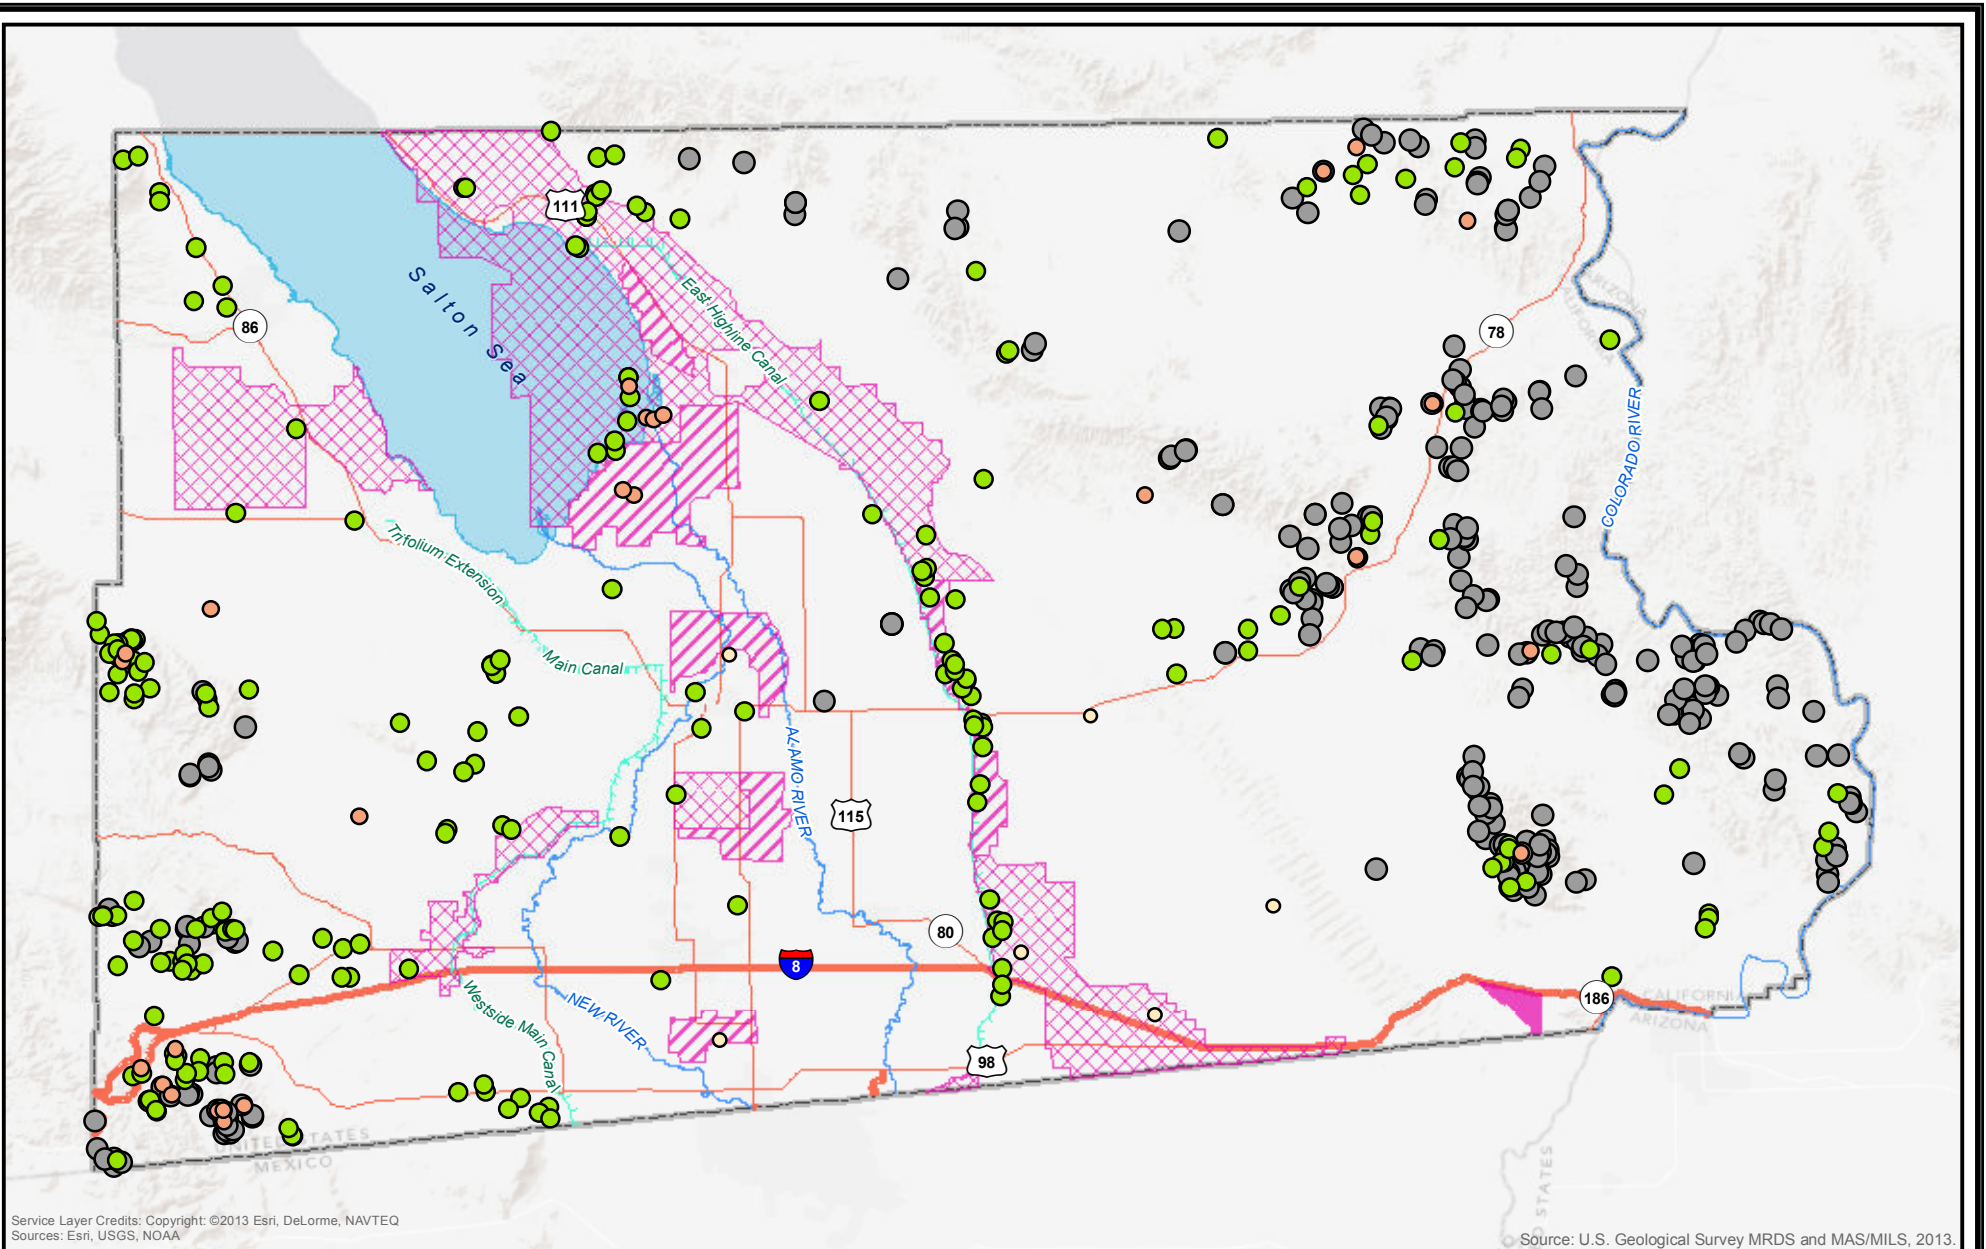 111
East Highline Canal
Salton Sea
86
78
ARIZONA
COLORADO RIVER
Trifolium Extension
Main Canal
ALAMO RIVER
115
80
8
Westside Main Canal
NEW RIVER
98
186
CALIFORNIA
ARIZONA
UNITED STATES
MEXICO
STATES
Service Layer Credits: Copyright: ©2013 Esri, DeLorme, NAVTEQ
Sources: Esri, USGS, NOAA
Source: U.S. Geological Survey MRDS and MAS/MILS, 2013.